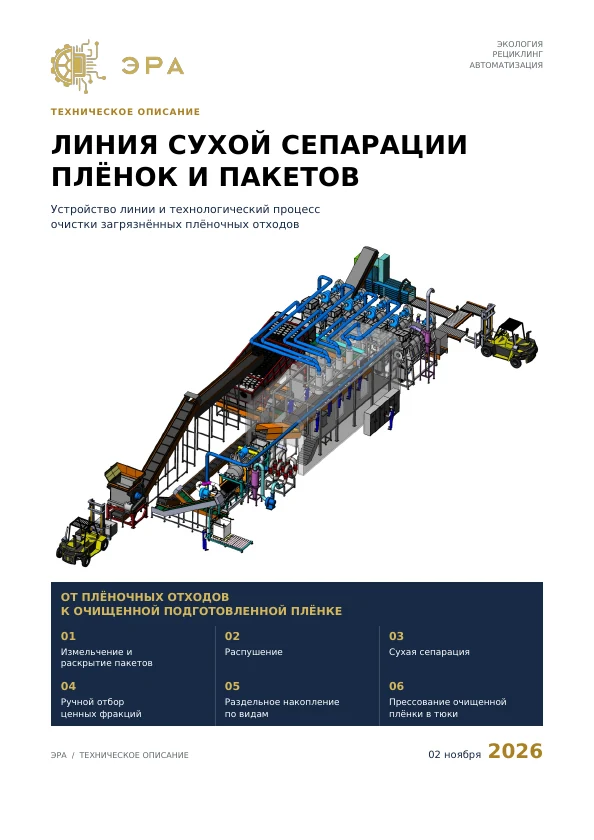 ЭРА
ЭКОЛОГИЯ
РЕЦИКЛИНГ
АВТОМАТИЗАЦИЯ
ТЕХНИЧЕСКОЕ ОПИСАНИЕ
ЛИНИЯ СУХОЙ СЕПАРАЦИИ
ПЛЁНОК И ПАКЕТОВ
Устройство линии и технологический процесс
очистки загрязнённых плёночных отходов
ОТ ПЛЁНОЧНЫХ ОТХОДОВ
К ОЧИЩЕННОЙ ПОДГОТОВЛЕННОЙ ПЛЁНКЕ
01
Измельчение и
раскрытие пакетов
02
Распушение
03
Сухая сепарация
04
Ручной отбор
ценных фракций
05
Раздельное накопление
по видам
06
Прессование очищенной
плёнки в тюки
ЭРА / ТЕХНИЧЕСКОЕ ОПИСАНИЕ
02 ноября 2026